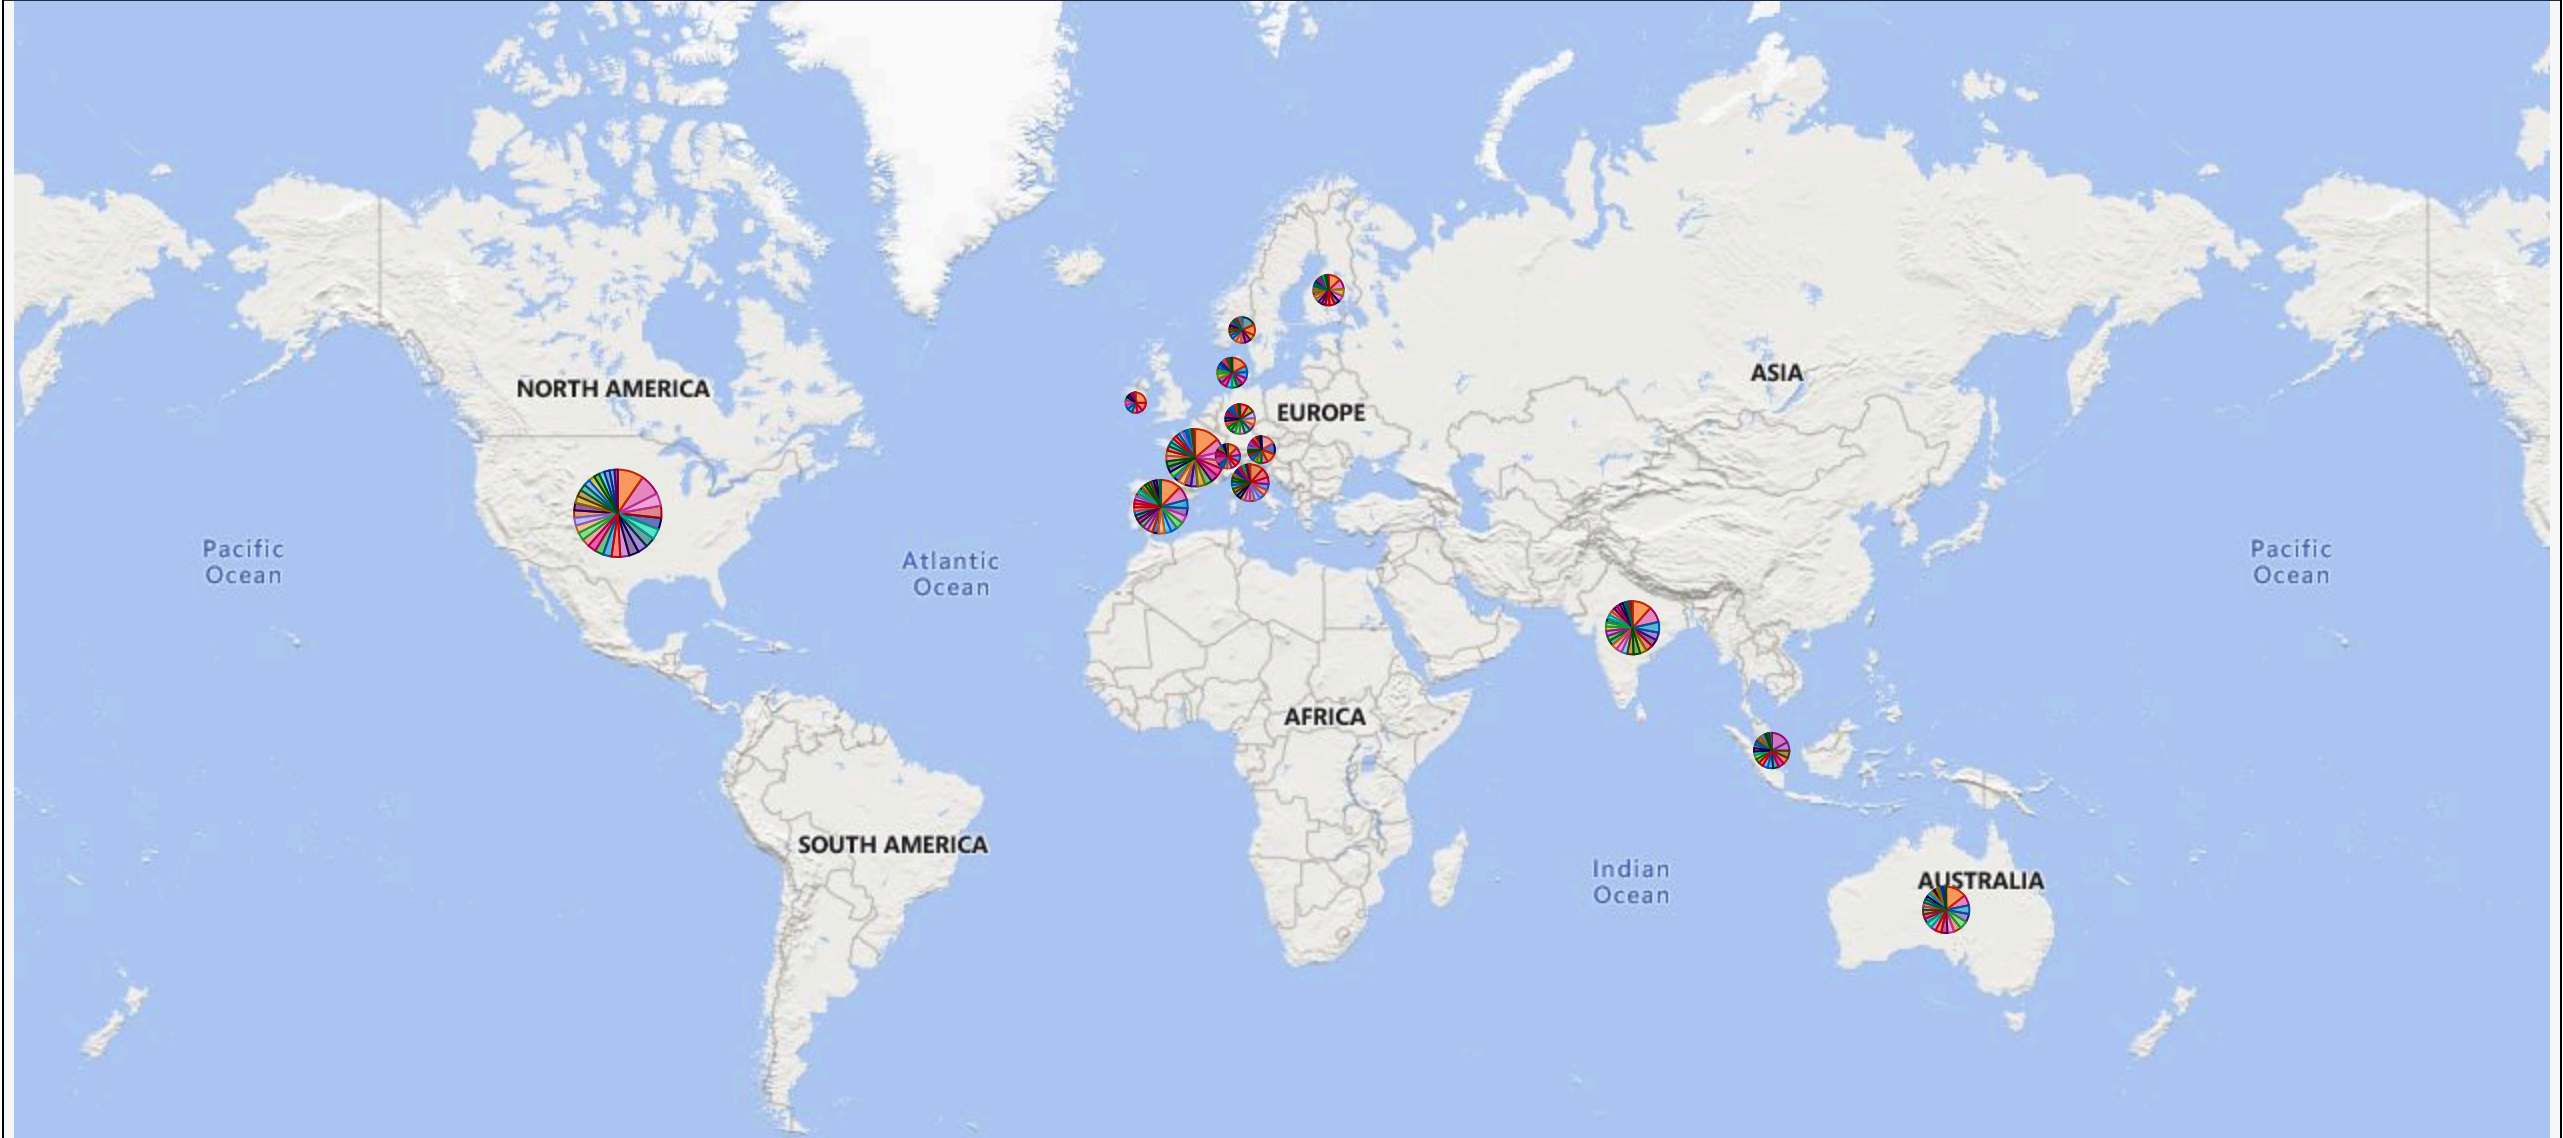 NORTH AMERICA
ASIA
EUROPE
Pacific
Ocean
Atlantic
Ocean
Pacific
Ocean
AFRICA
SOUTH AMERICA
Indian
Ocean
AUSTRALIA